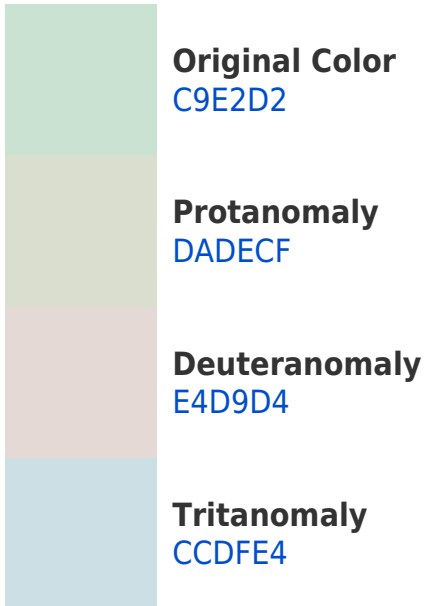 Original Color
C9E2D2
Protanomaly
DADECF
Deuteranomaly
E4D9D4
Tritanomaly
CCDFE4